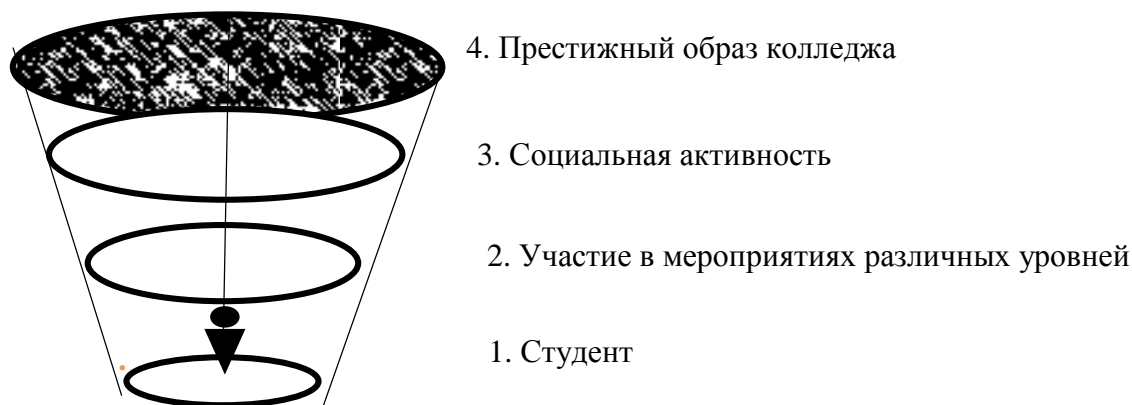 4. Престижный образ колледжа
3. Социальная активность
2. Участие в мероприятиях различных уровней
1. Студент